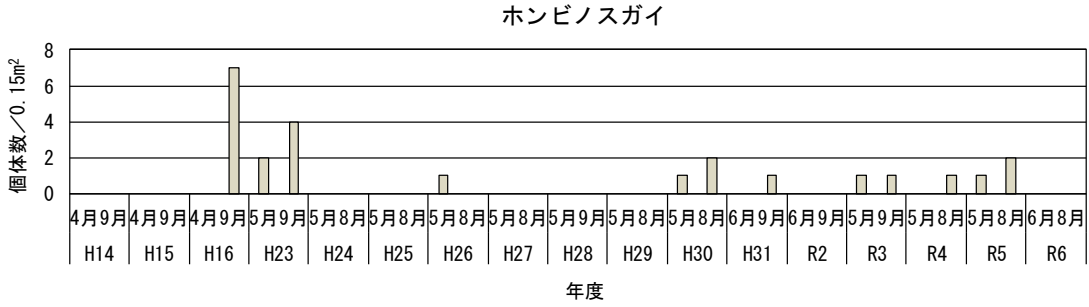 ホンビノスガイ
個体数／0.15m²
8
6
4
2
0
4月9月 4月9月 4月9月 5月9月 5月8月 5月8月 5月8月 5月8月 5月8月 5月8月 5月8月 6月9月 6月9月 5月9月 5月8月 5月8月 6月8月
H14 H15 H16 H23 H24 H25 H26 H27 H28 H29 H30 H31 R2 R3 R4 R5 R6
年度